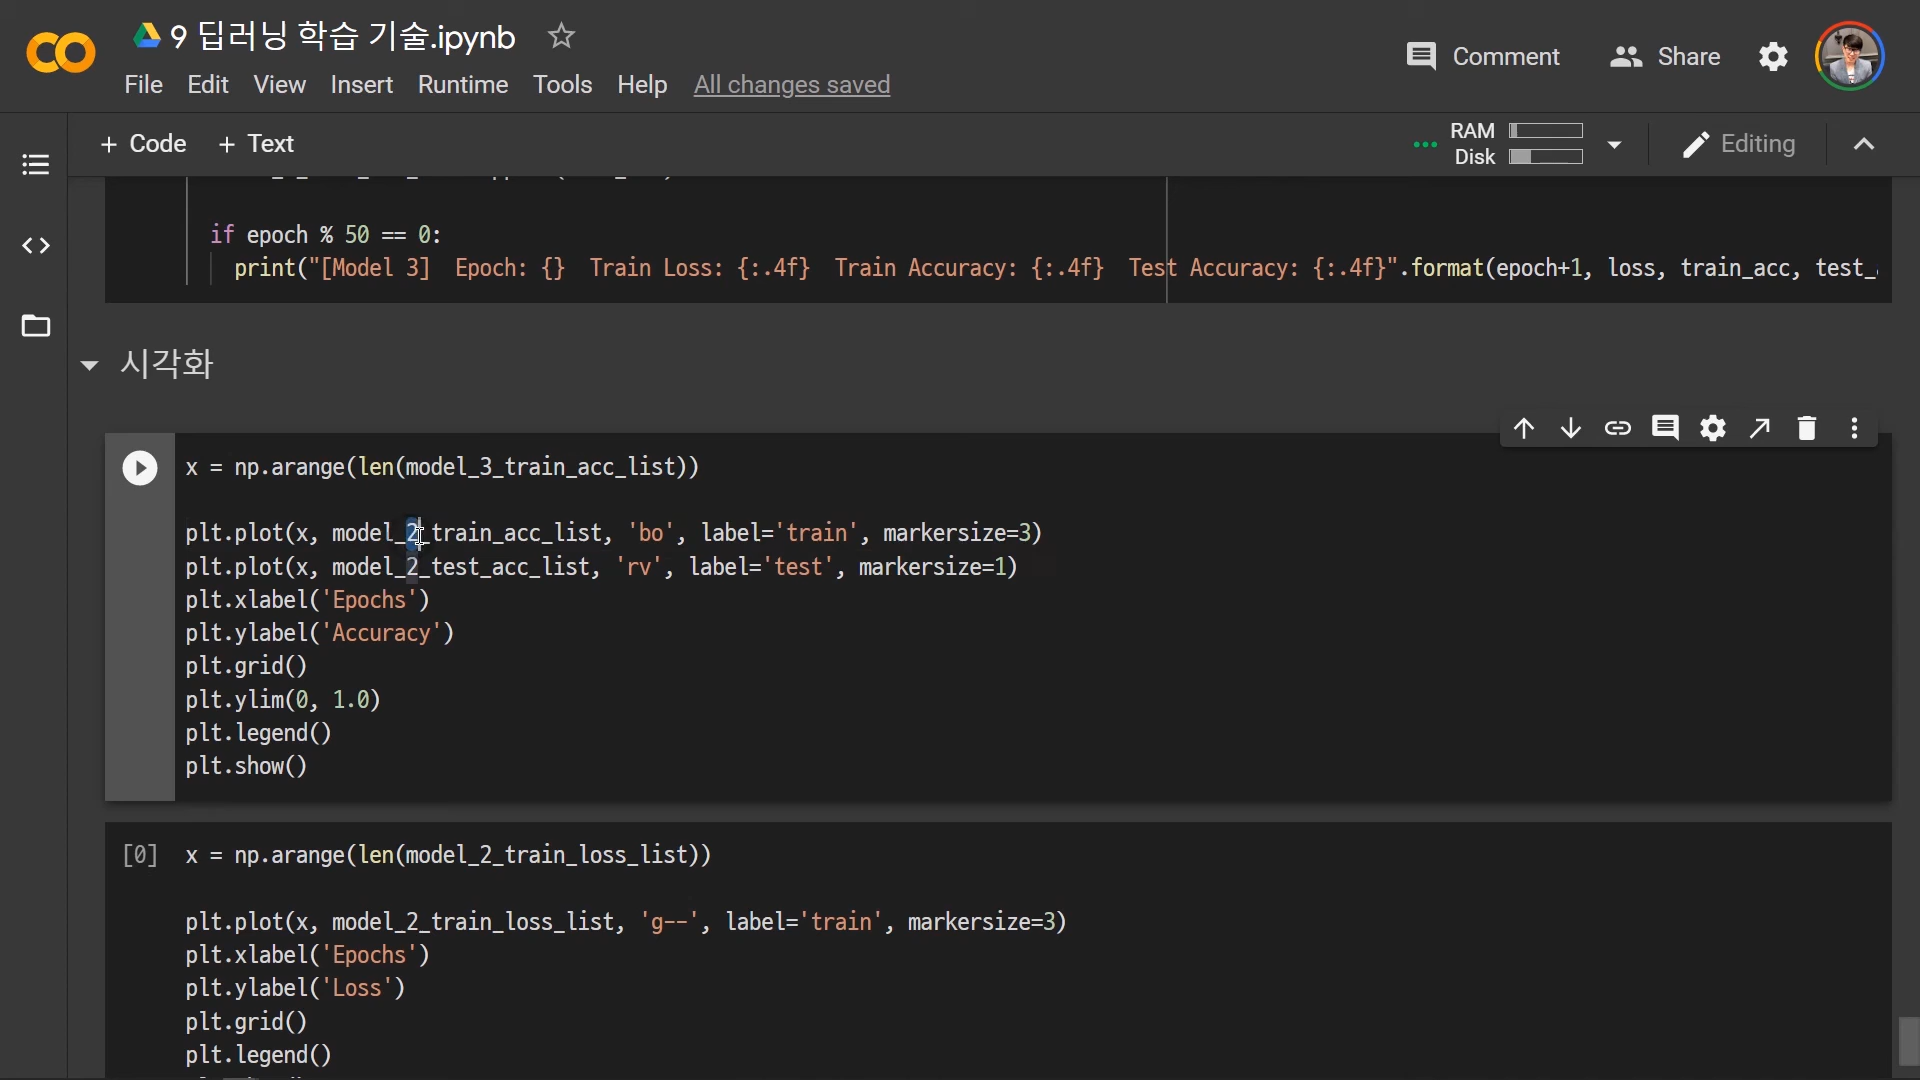 9 딥러닝 학습 기술.ipynb
Comment
Share
File Edit View Insert Runtime Tools Help All changes saved
+ Code + Text
RAM
Disk
Editing
if epoch % 50 == 0:
print("[Model 3] Epoch: {} Train Loss: {:.4f} Train Accuracy: {:.4f} Test Accuracy: {:.4f}".format(epoch+1, loss, train_acc, test_
시각화
x = np.arange(len(model_3_train_acc_list))
plt.plot(x, model_2_train_acc_list, 'bo', label='train', markersize=3)
plt.plot(x, model_2_test_acc_list, 'rv', label='test', markersize=1)
plt.xlabel('Epochs')
plt.ylabel('Accuracy')
plt.grid()
plt.ylim(0, 1.0)
plt.legend()
plt.show()
[0] x = np.arange(len(model_2_train_loss_list))
plt.plot(x, model_2_train_loss_list, 'g--', label='train', markersize=3)
plt.xlabel('Epochs')
plt.ylabel('Loss')
plt.grid()
plt.legend()